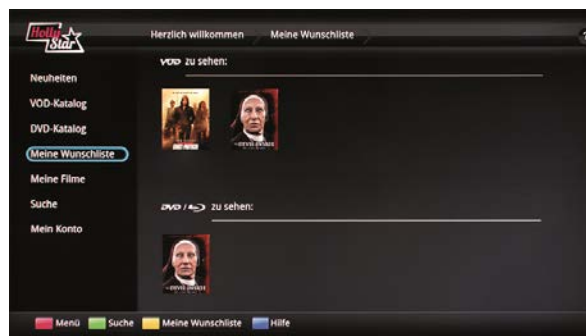 Holly
Star
Herzlich willkommen
Meine Wunschliste
?
VOD zu sehen:
Neuheiten
VOD-Katalog
DVD-Katalog
Meine Wunschliste
Meine Filme
Suche
Mein Konto
DVD / zu sehen:
Menü
Suche
Meine Wunschliste
Hilfe